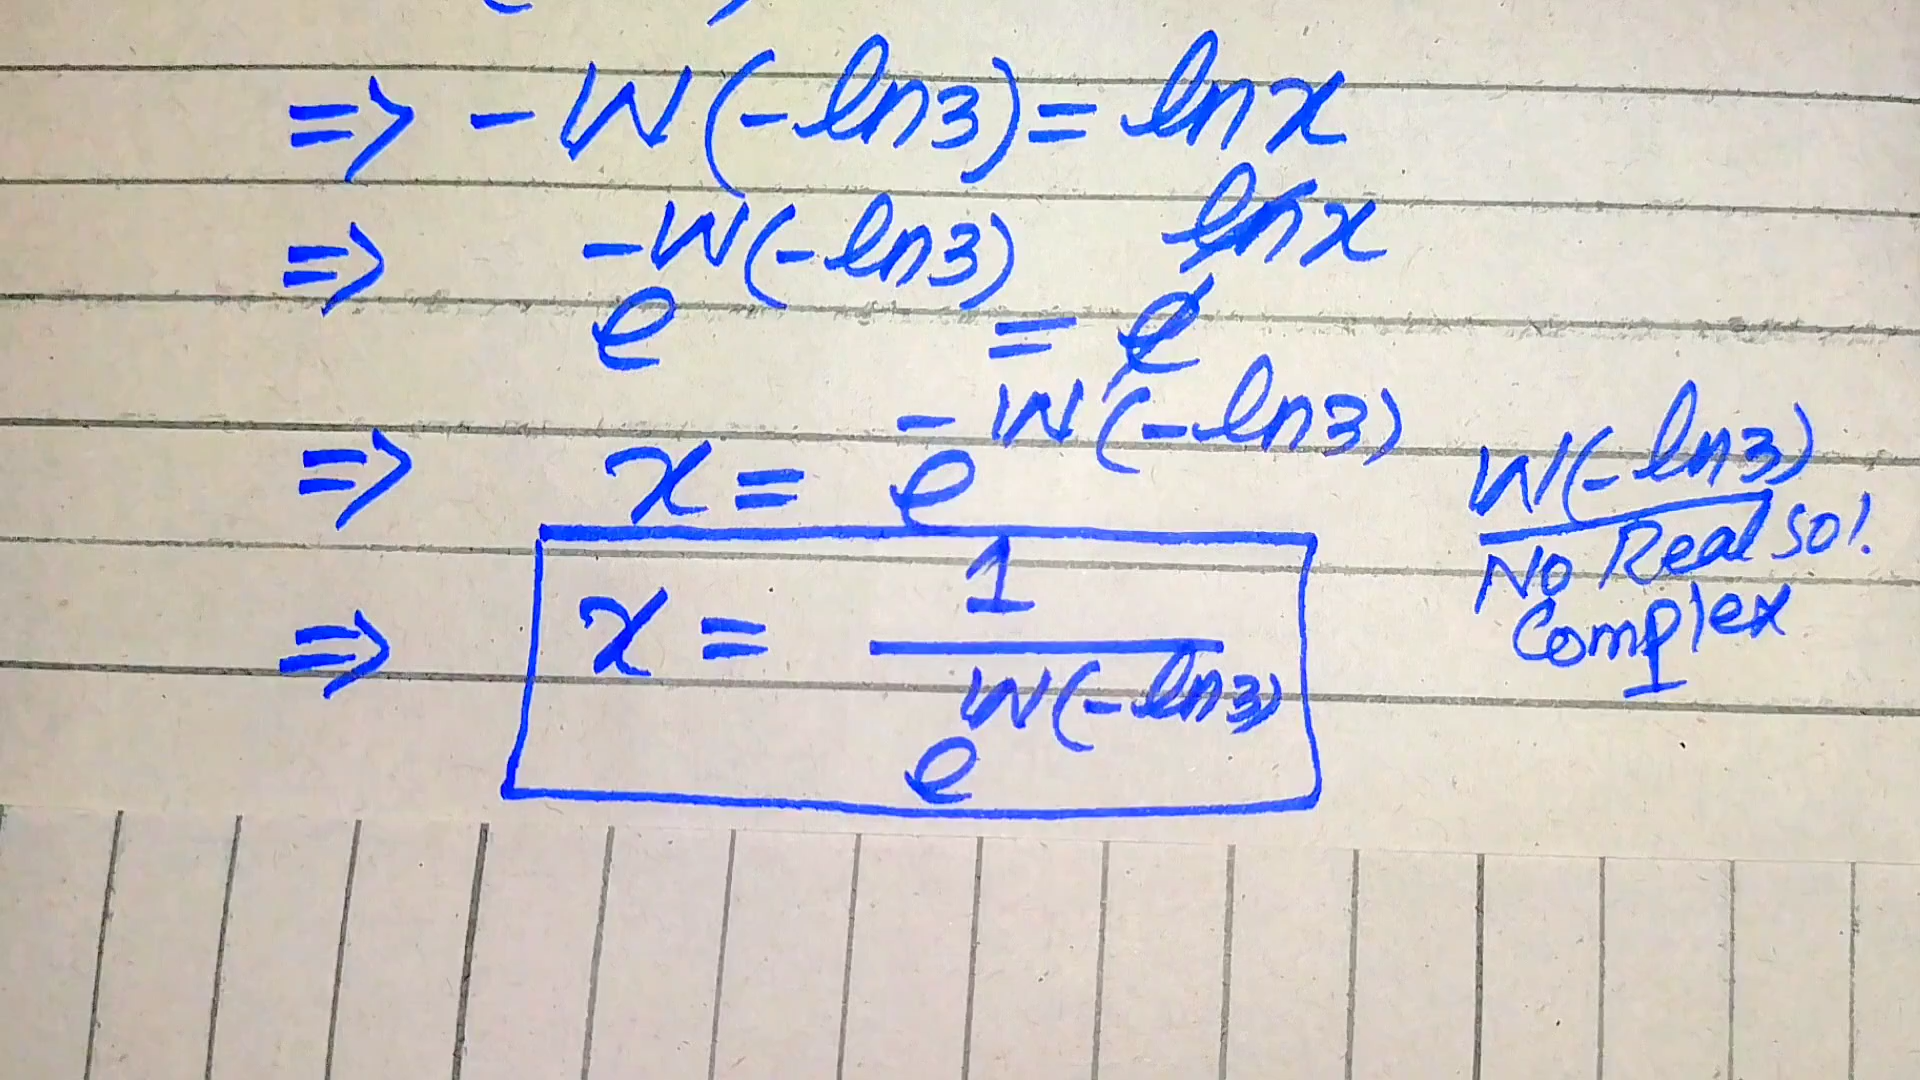 => -W(-ln3) = lnx
=> e^-W(-ln3) = e^lnx
=> x = e^-W(-ln3)
W(-ln3)
No Real sol.
Complex
=> x = 1/e^W(-ln3)